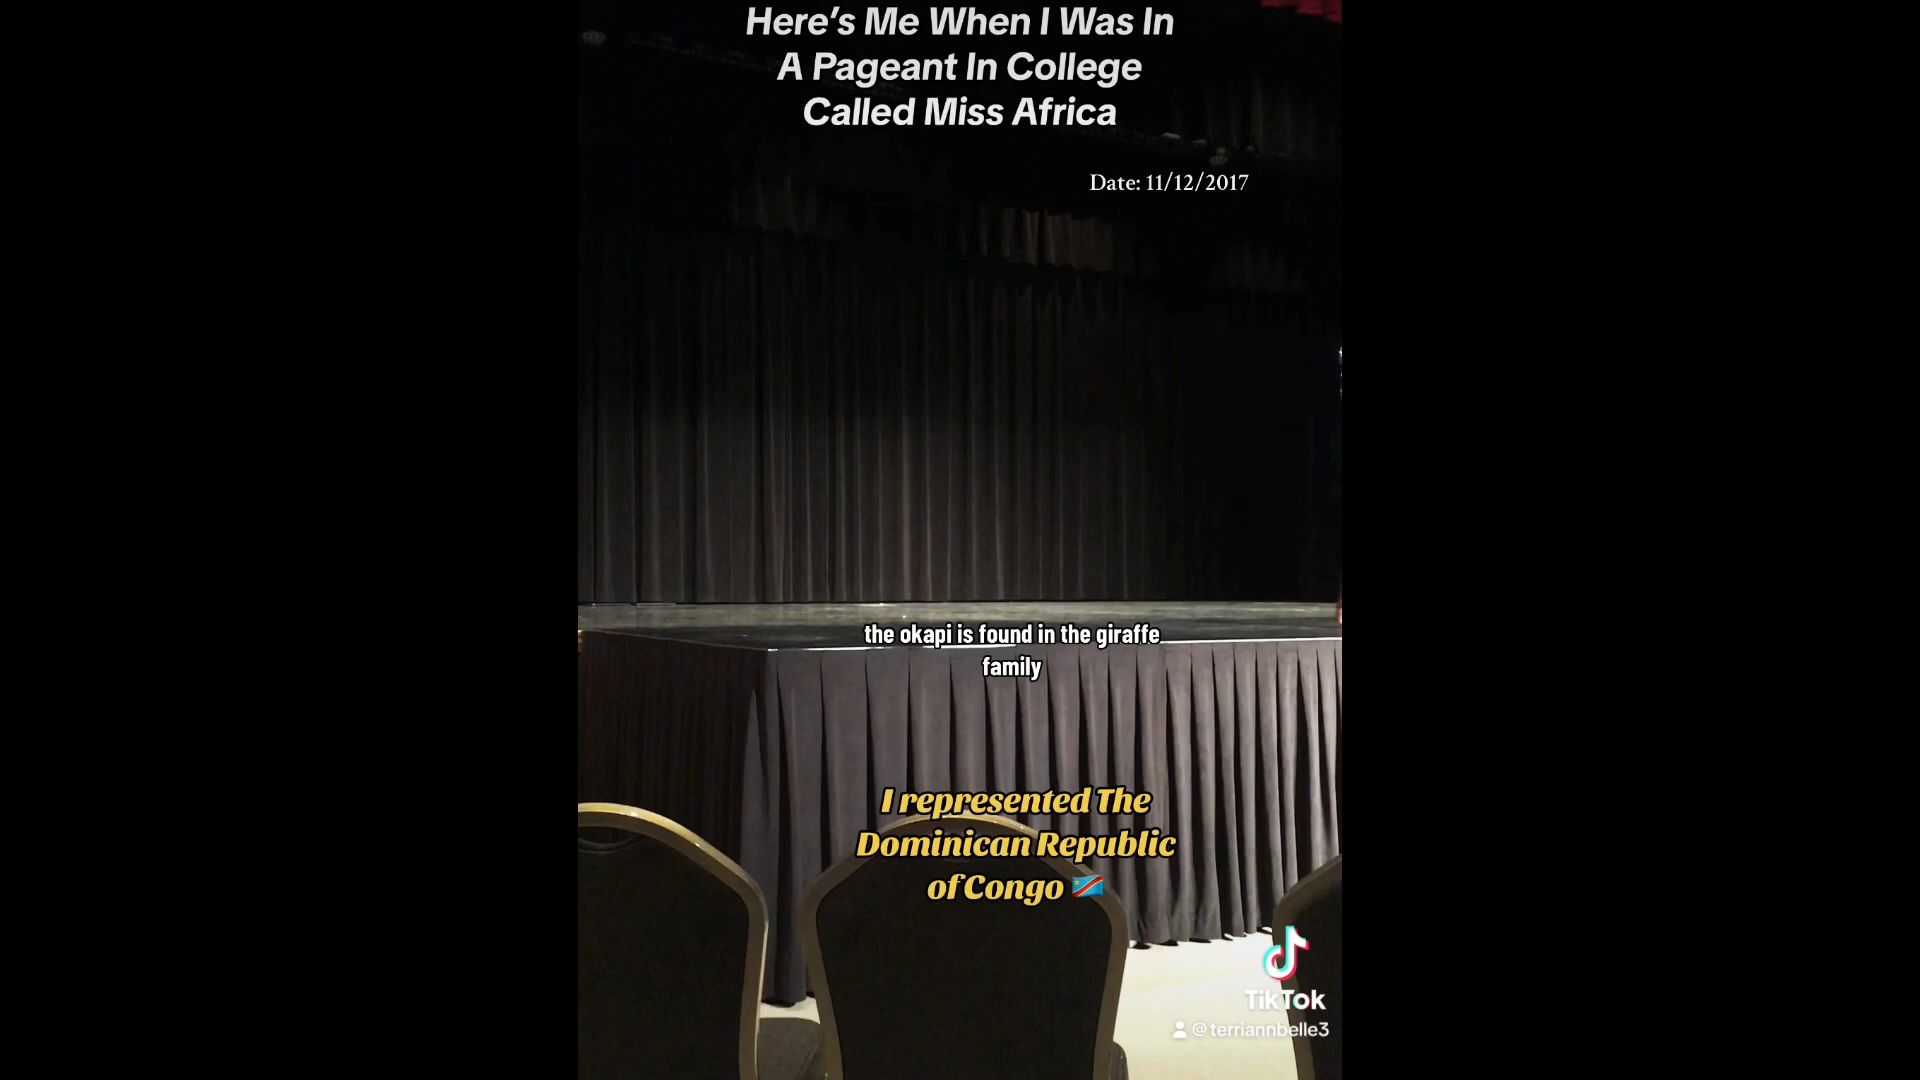 Here's Me When I Was In
A Pageant In College
Called Miss Africa
Date: 11/12/2017
the okapi is found in the giraffe
family
I represented The
Dominican Republic
of Congo 🇨🇩
TikTok
@terriannbelle3